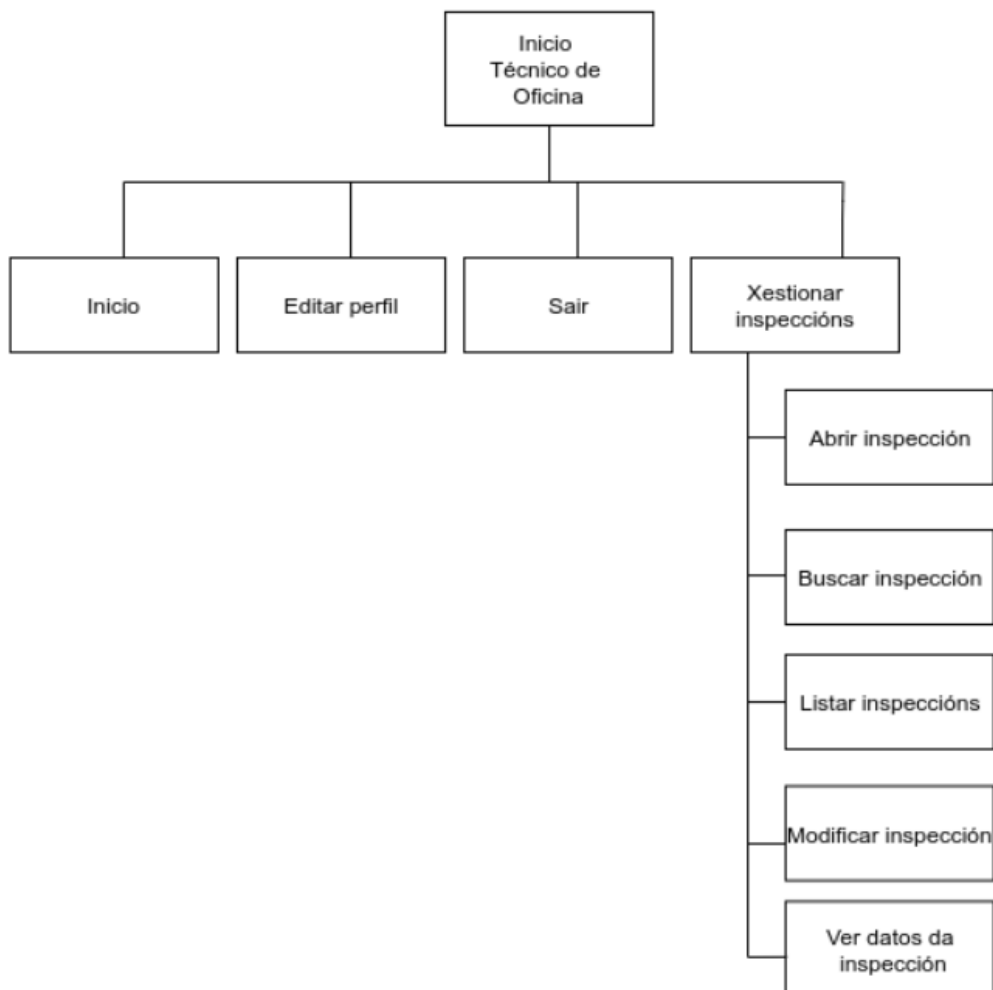 Inicio
Técnico de
Oficina
Inicio
Editar perfil
Sair
Xestionar
inspeccións
Abrir inspección
Buscar inspección
Listar inspeccións
Modificar inspección
Ver datos da
inspección